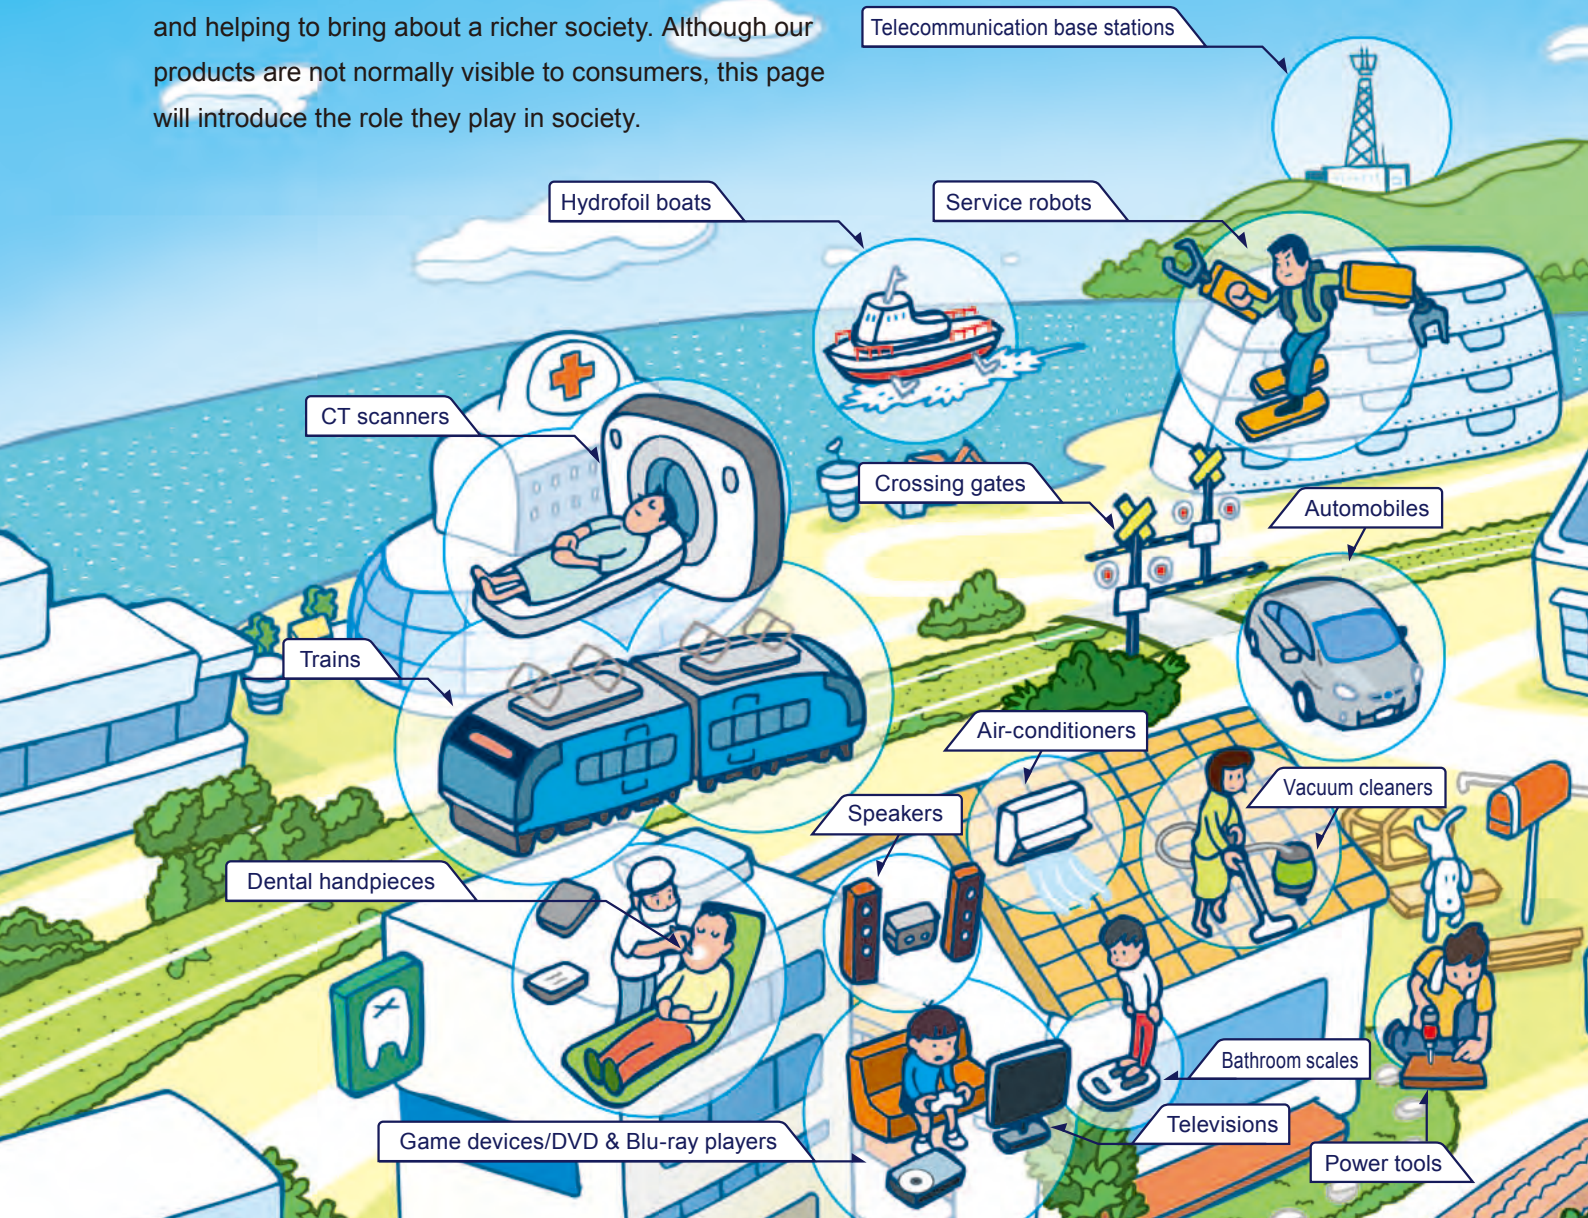 and helping to bring about a richer society. Although our
products are not normally visible to consumers, this page
will introduce the role they play in society.
Telecommunication base stations
Hydrofoil boats
Service robots
CT scanners
Crossing gates
Automobiles
Trains
Air-conditioners
Vacuum cleaners
Speakers
Dental handpieces
Bathroom scales
Televisions
Game devices/DVD & Blu-ray players
Power tools